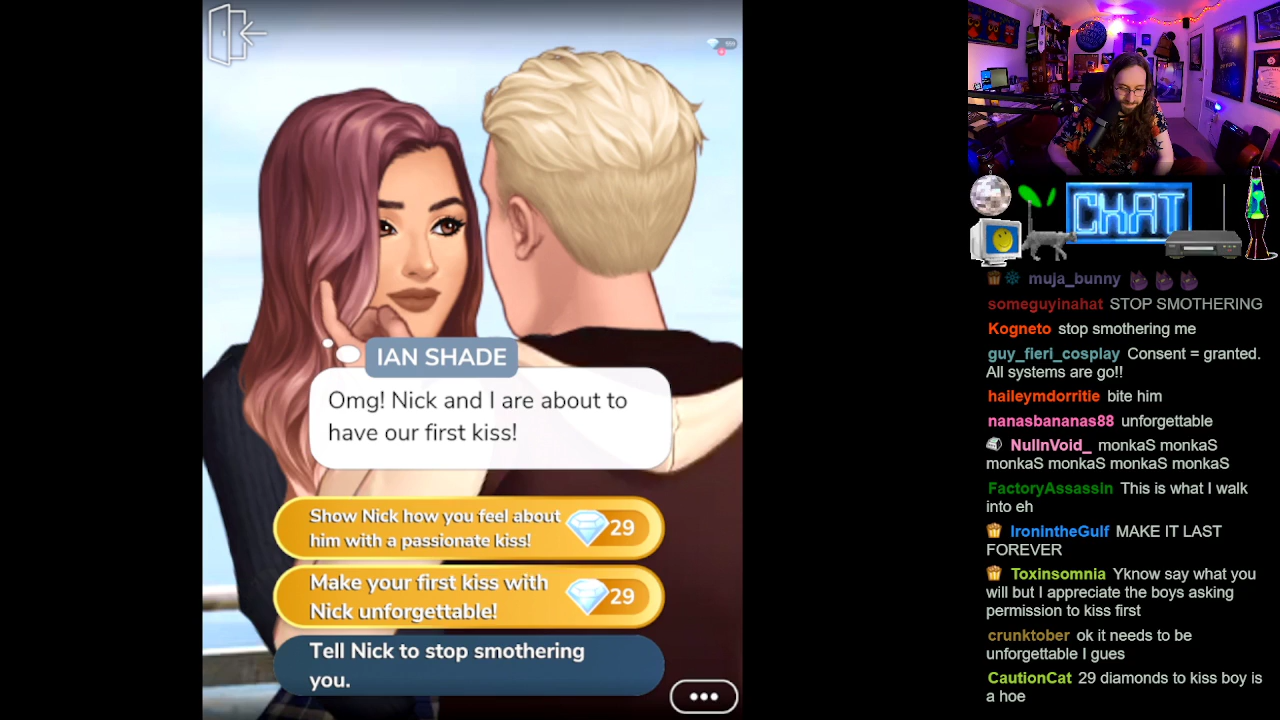 IAN SHADE
Omg! Nick and I are about to
have our first kiss!
Show Nick how you feel about
him with a passionate kiss!
29
Make your first kiss with
Nick unforgettable!
29
Tell Nick to stop smothering
you.
CHAT
muja_bunny
someguyinahat STOP SMOTHERING
Kogneto stop smothering me
guy_fieri_cosplay Consent = granted.
All systems are go!!
haileymdorritie bite him
nanasbananas88 unforgettable
NullnVoid_ monkaS monkaS
monkaS monkaS monkaS monkaS
FactoryAssassin This is what I walk
into eh
IronintheGulf MAKE IT LAST
FOREVER
Toxinsomnia Yknow say what you
will but I appreciate the boys asking
permission to kiss first
crunktober ok it needs to be
unforgettable I gues
CautionCat 29 diamonds to kiss boy is
a hoe